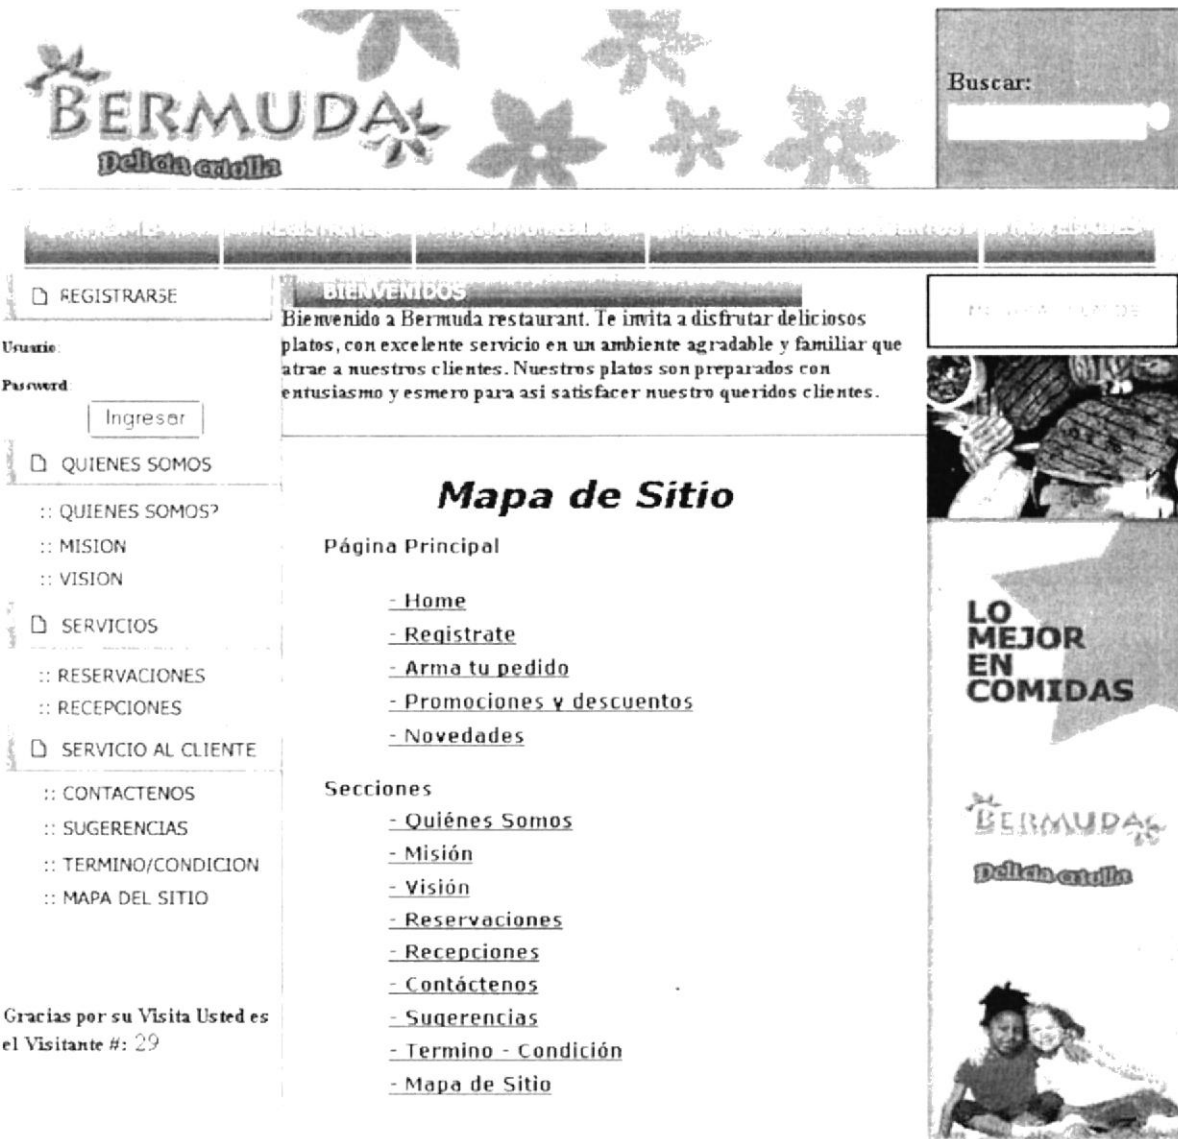 BERMUDA
Delicia criolla
Buscar:
REGISTRARSE
Usuario:
Password:
Ingresar
QUIENES SOMOS
:: QUIENES SOMOS?
:: MISION
:: VISION
SERVICIOS
:: RESERVACIONES
:: RECEPCIONES
SERVICIO AL CLIENTE
:: CONTACTENOS
:: SUGERENCIAS
:: TERMINO/CONDICION
:: MAPA DEL SITIO
Gracias por su Visita Usted es
el Visitante #: 29
BIENVENIDOS
Bienvenido a Bermuda restaurant. Te invita a disfrutar deliciosos
platos, con excelente servicio en un ambiente agradable y familiar que
atrae a nuestros clientes. Nuestros platos son preparados con
entusiasmo y esmero para asi satisfacer nuestro queridos clientes.
Mapa de Sitio
Página Principal
- Home
- Registrate
- Arma tu pedido
- Promociones y descuentos
- Novedades
Secciones
- Quiénes Somos
- Misión
- Visión
- Reservaciones
- Recepciones
- Contáctenos
- Sugerencias
- Termino - Condición
- Mapa de Sitio
LO
MEJOR
EN
COMIDAS
BERMUDA
Delicia criolla